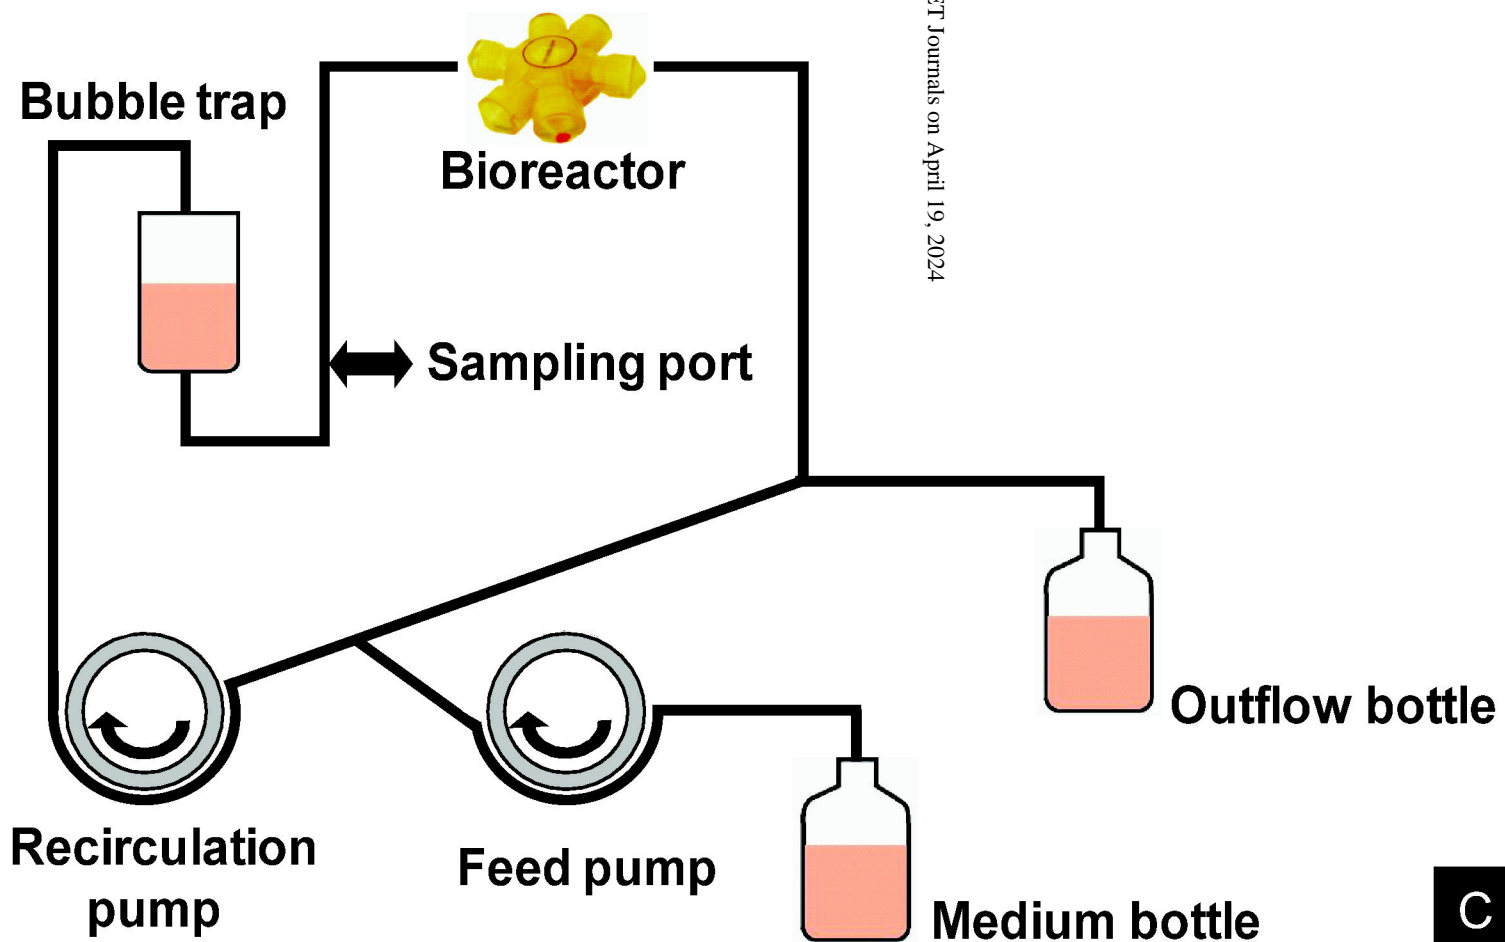 ET Journals on April 19, 2024
Bubble trap
Bioreactor
Sampling port
Outflow bottle
Recirculation
pump
Feed pump
Medium bottle
C